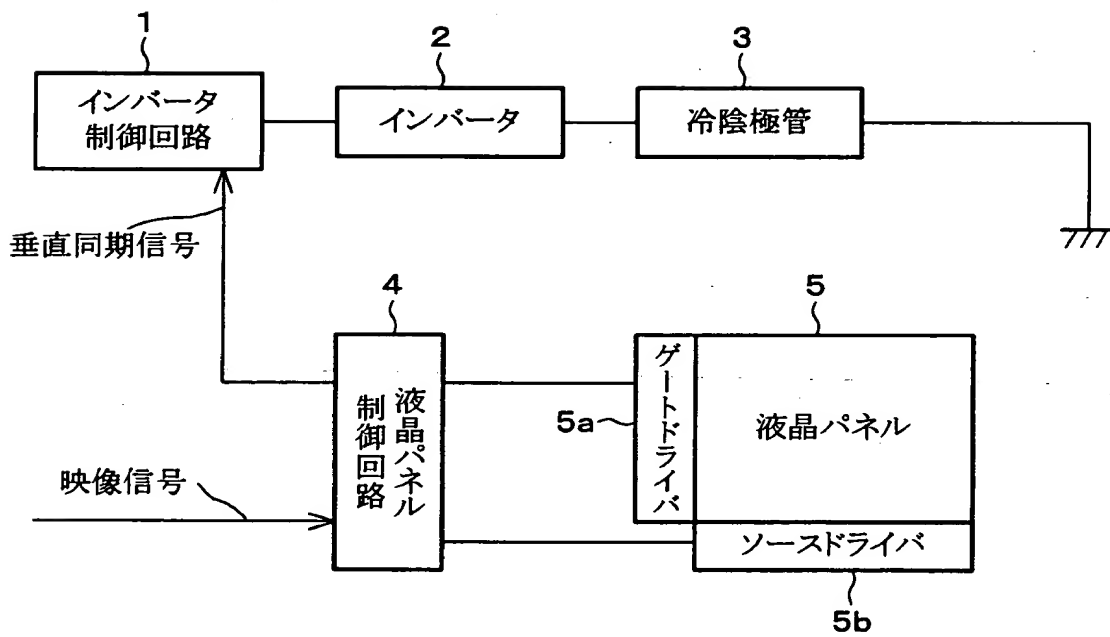 1
インバータ
制御回路
2
インバータ
3
冷陰極管
垂直同期信号
4
液晶パネル
制御回路
映像信号
5
5a
ゲートドライバ
液晶パネル
ソースドライバ
5b